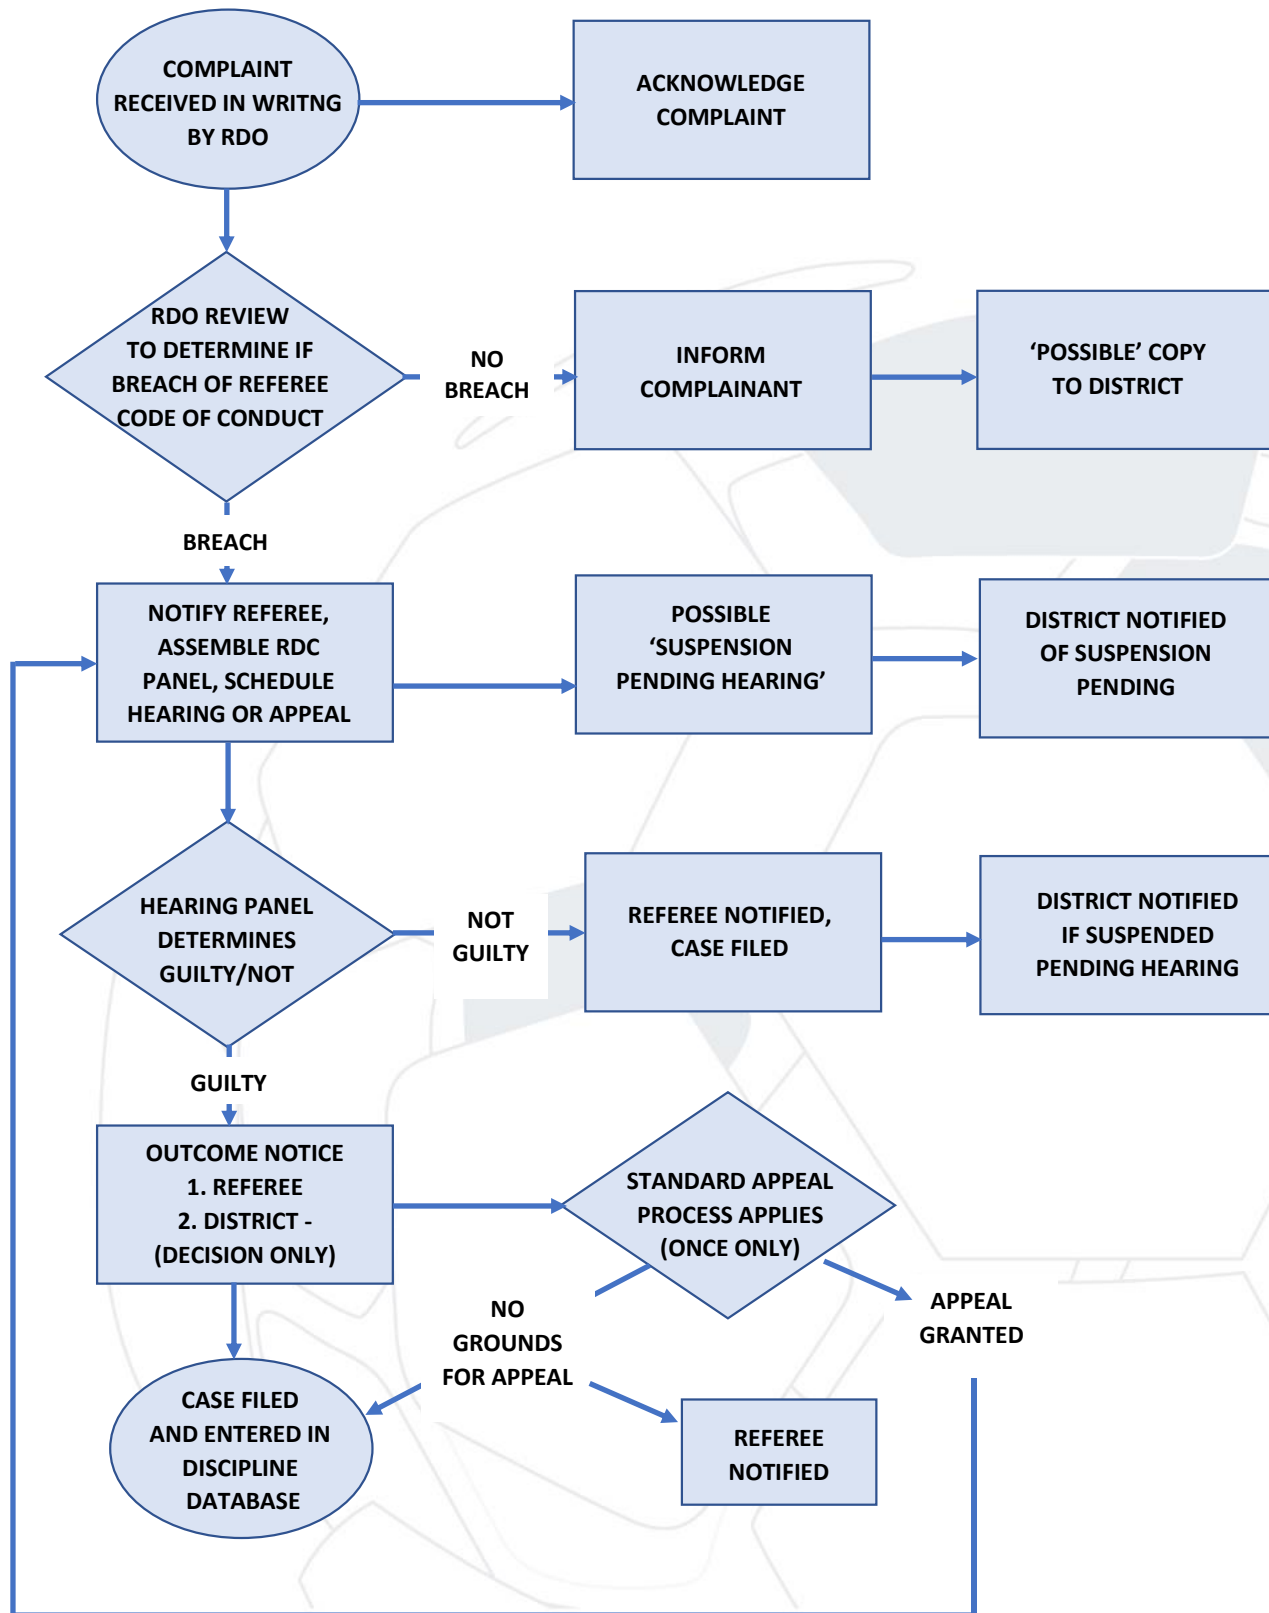 COMPLAINT
RECEIVED IN WRITNG
BY RDO
ACKNOWLEDGE
COMPLAINT
RDO REVIEW
TO DETERMINE IF
BREACH OF REFEREE
CODE OF CONDUCT
NO
BREACH
INFORM
COMPLAINANT
‘POSSIBLE’ COPY
TO DISTRICT
BREACH
NOTIFY REFEREE,
ASSEMBLE RDC
PANEL, SCHEDULE
HEARING OR APPEAL
POSSIBLE
‘SUSPENSION
PENDING HEARING’
DISTRICT NOTIFIED
OF SUSPENSION
PENDING
HEARING PANEL
DETERMINES
GUILTY/NOT
NOT
GUILTY
REFEREE NOTIFIED,
CASE FILED
DISTRICT NOTIFIED
IF SUSPENDED
PENDING HEARING
GUILTY
OUTCOME NOTICE
1. REFEREE
2. DISTRICT -
(DECISION ONLY)
STANDARD APPEAL
PROCESS APPLIES
(ONCE ONLY)
NO
GROUNDS
FOR APPEAL
APPEAL
GRANTED
CASE FILED
AND ENTERED IN
DISCIPLINE
DATABASE
REFEREE
NOTIFIED